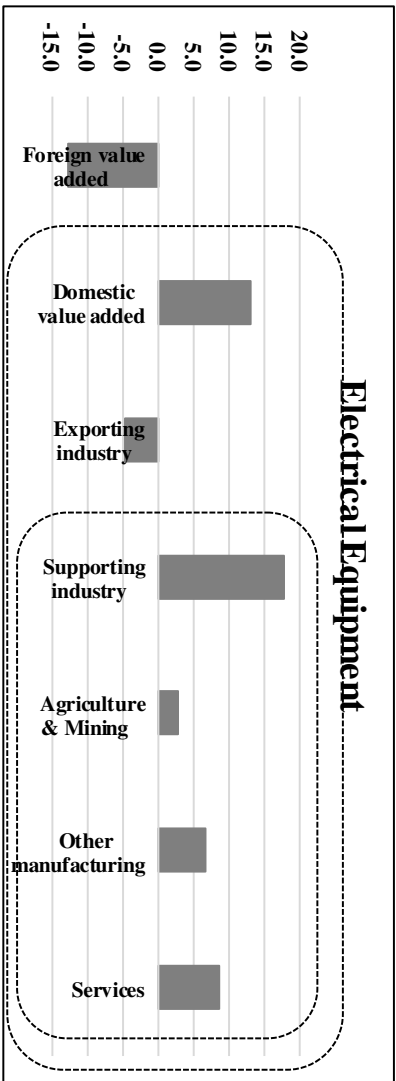 Electrical Equipment
20.0
15.0
10.0
5.0
0.0
-5.0
-10.0
-15.0
Foreign value
added
Domestic
value added
Exporting
industry
Supporting
industry
Agriculture
& Mining
Other
manufacturing
Services